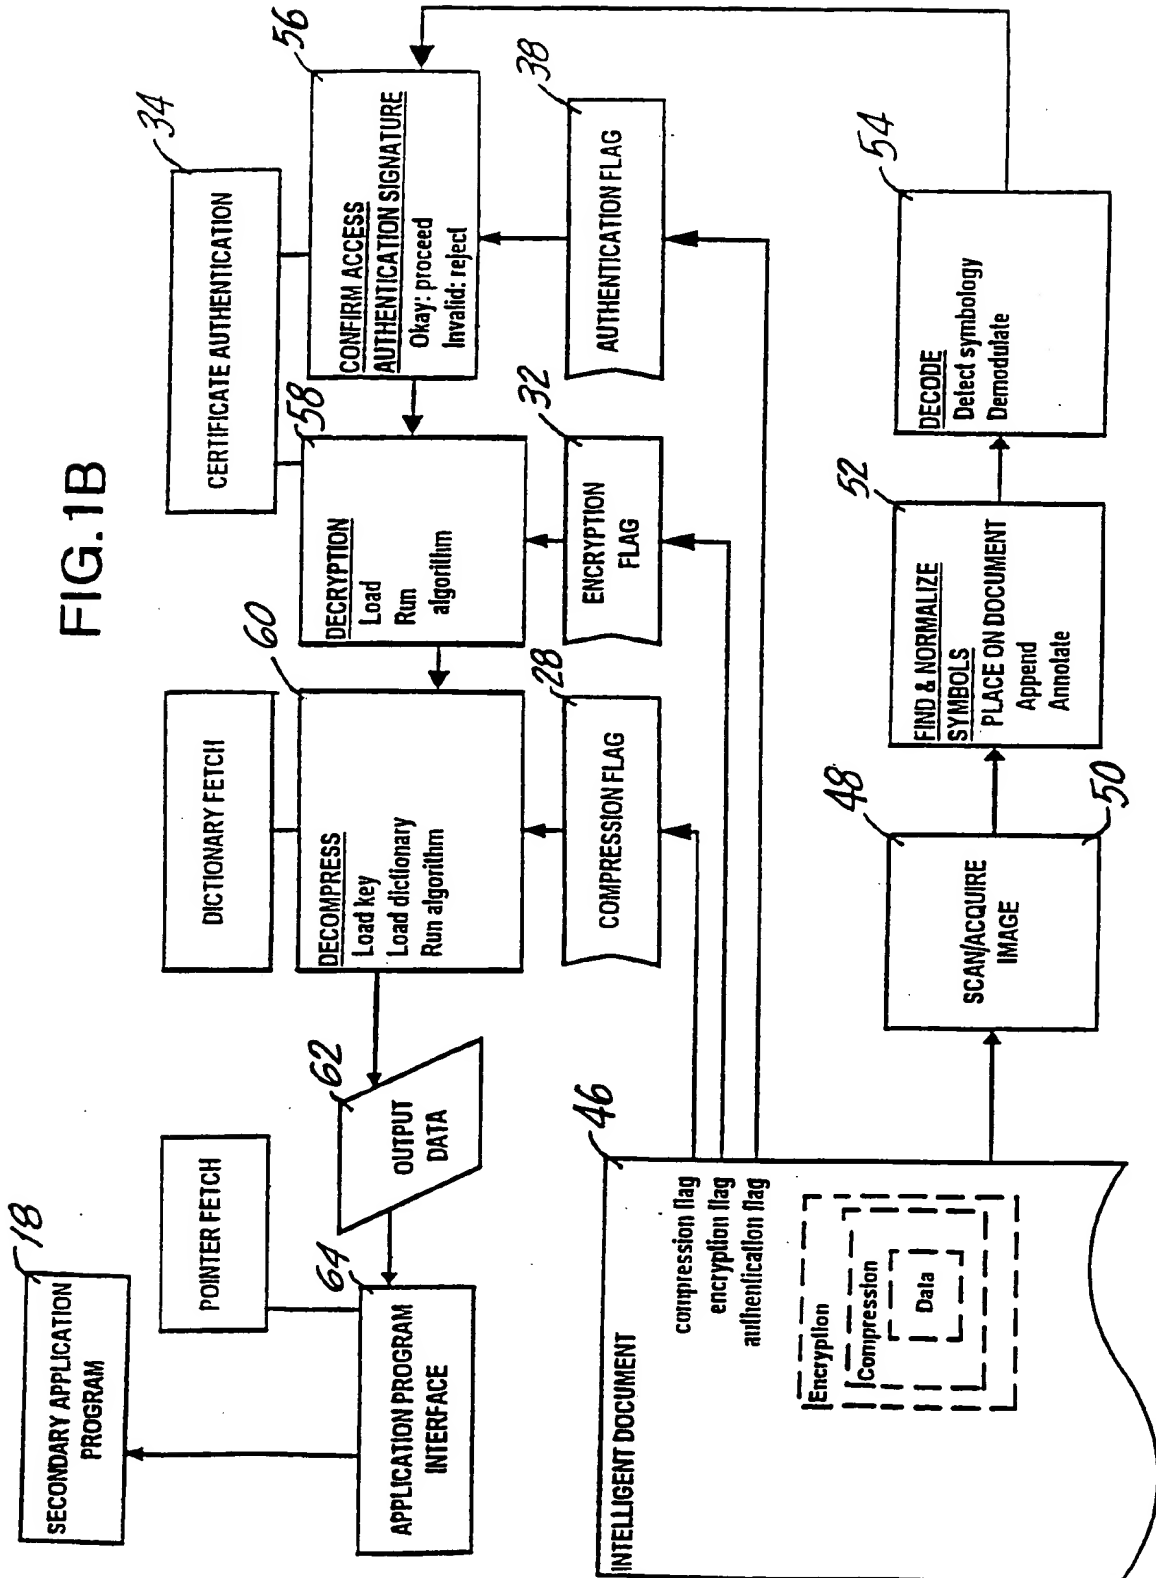 FIG.1B
18
SECONDARY APPLICATION
PROGRAM
POINTER FETCH
DICTIONARY FETCH
34
CERTIFICATE AUTHENTICATION
64
APPLICATION PROGRAM
INTERFACE
62
OUTPUT
DATA
60
DECOMPRESS
Load key
Load dictionary
Run algorithm
58
DECRYPTION
Load
Run
algorithm
56
CONFIRM ACCESS
AUTHENTICATION SIGNATURE
Okay: proceed
Invalid: reject
28
COMPRESSION FLAG
32
ENCRYPTION
FLAG
38
AUTHENTICATION FLAG
46
INTELLIGENT DOCUMENT
compression flag
encryption flag
authentication flag
Encryption
Compression
Data
48
SCAN/ACQUIRE
IMAGE
50
52
FIND & NORMALIZE
SYMBOLS
PLACE ON DOCUMENT
Append
Annotate
54
DECODE
Detect symbology
Demodulate